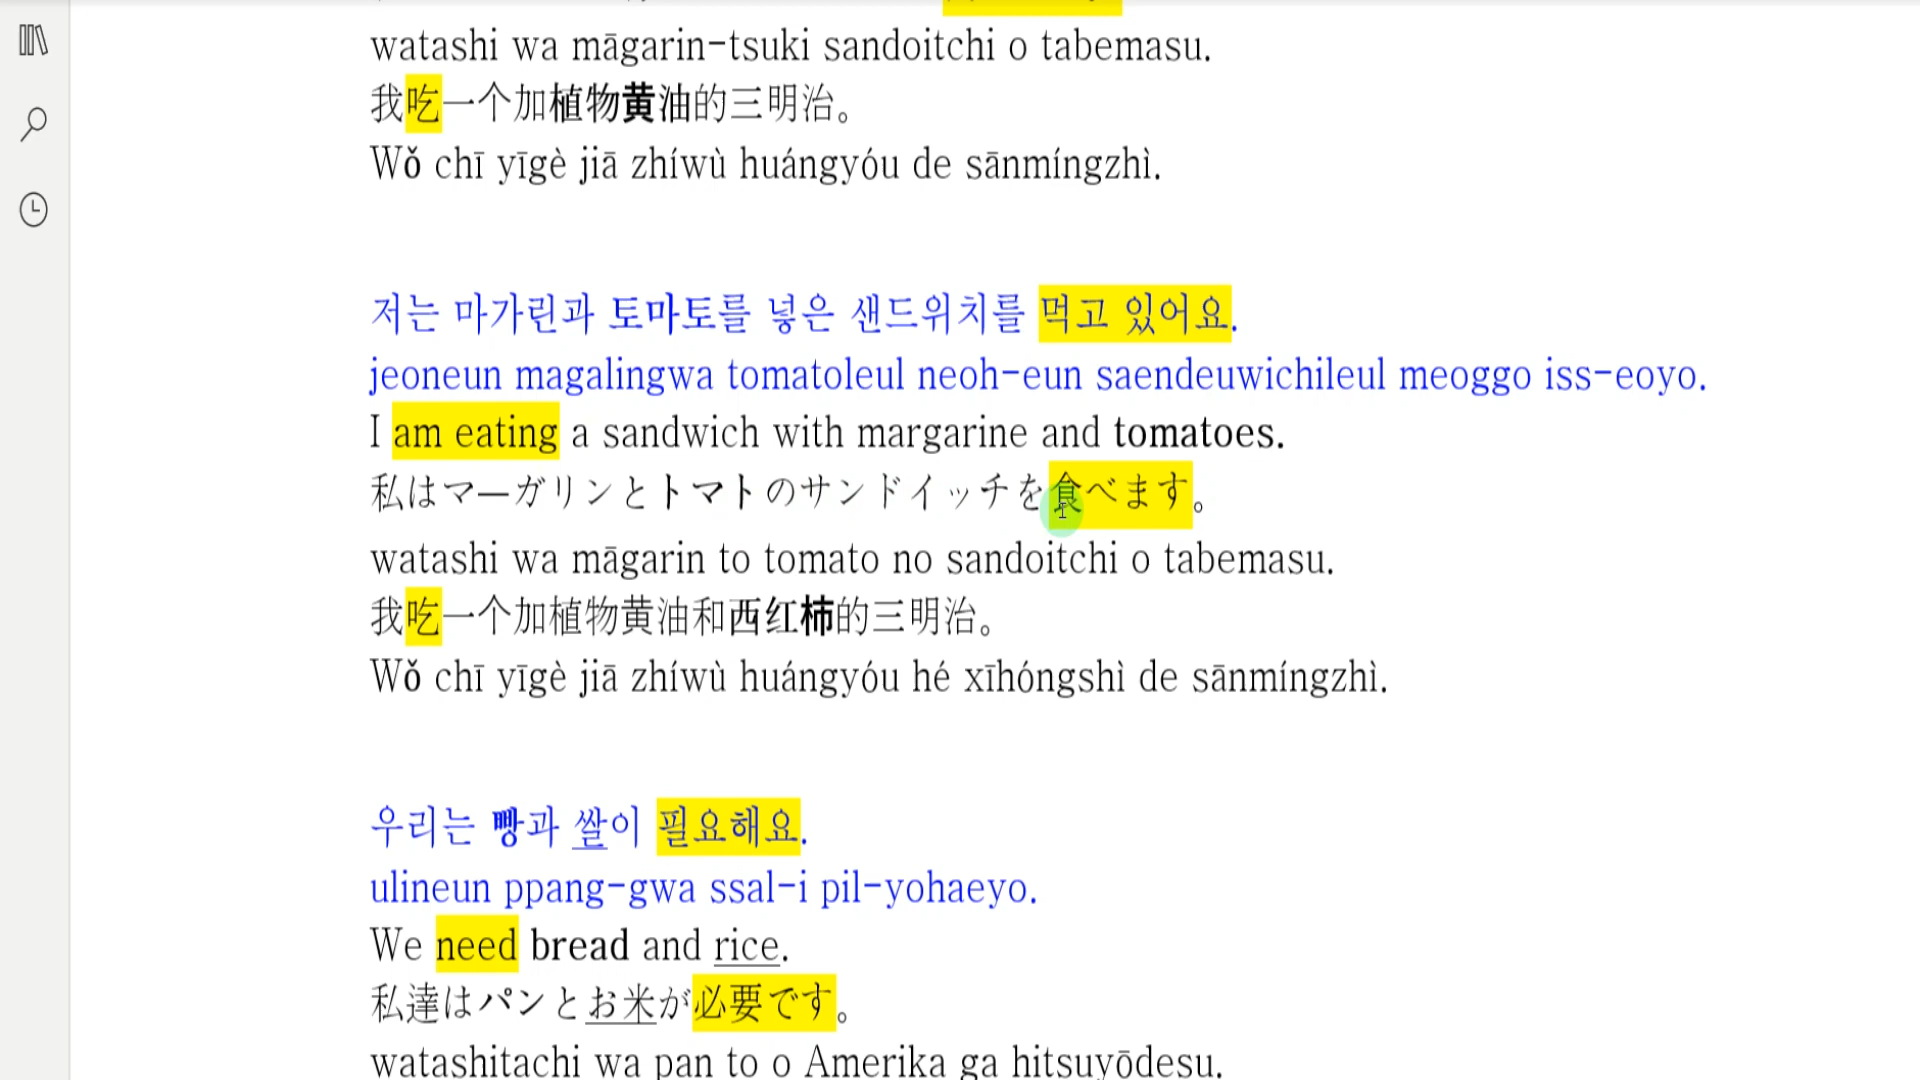 watashi wa māgarin-tsuki sandoitchi o tabemasu.
我吃一个加植物黄油的三明治。
Wǒ chī yīgè jiā zhíwù huángyóu de sānmíngzhì.
저는 마가린과 토마토를 넣은 샌드위치를 먹고 있어요.
jeoneun magalingwa tomatoleul neoh-eun saendeuwichileul meoggo iss-eoyo.
I am eating a sandwich with margarine and tomatoes.
私はマーガリンとトマトのサンドイッチを食べます。
watashi wa māgarin to tomato no sandoitchi o tabemasu.
我吃一个加植物黄油和西红柿的三明治。
Wǒ chī yīgè jiā zhíwù huángyóu hé xīhóngshì de sānmíngzhì.
우리는 빵과 쌀이 필요해요.
ulineun ppang-gwa ssal-i pil-yohaeyo.
We need bread and rice.
私達はパンとお米が必要です。
watashitachi wa pan to o Amerika ga hitsuyōdesu.